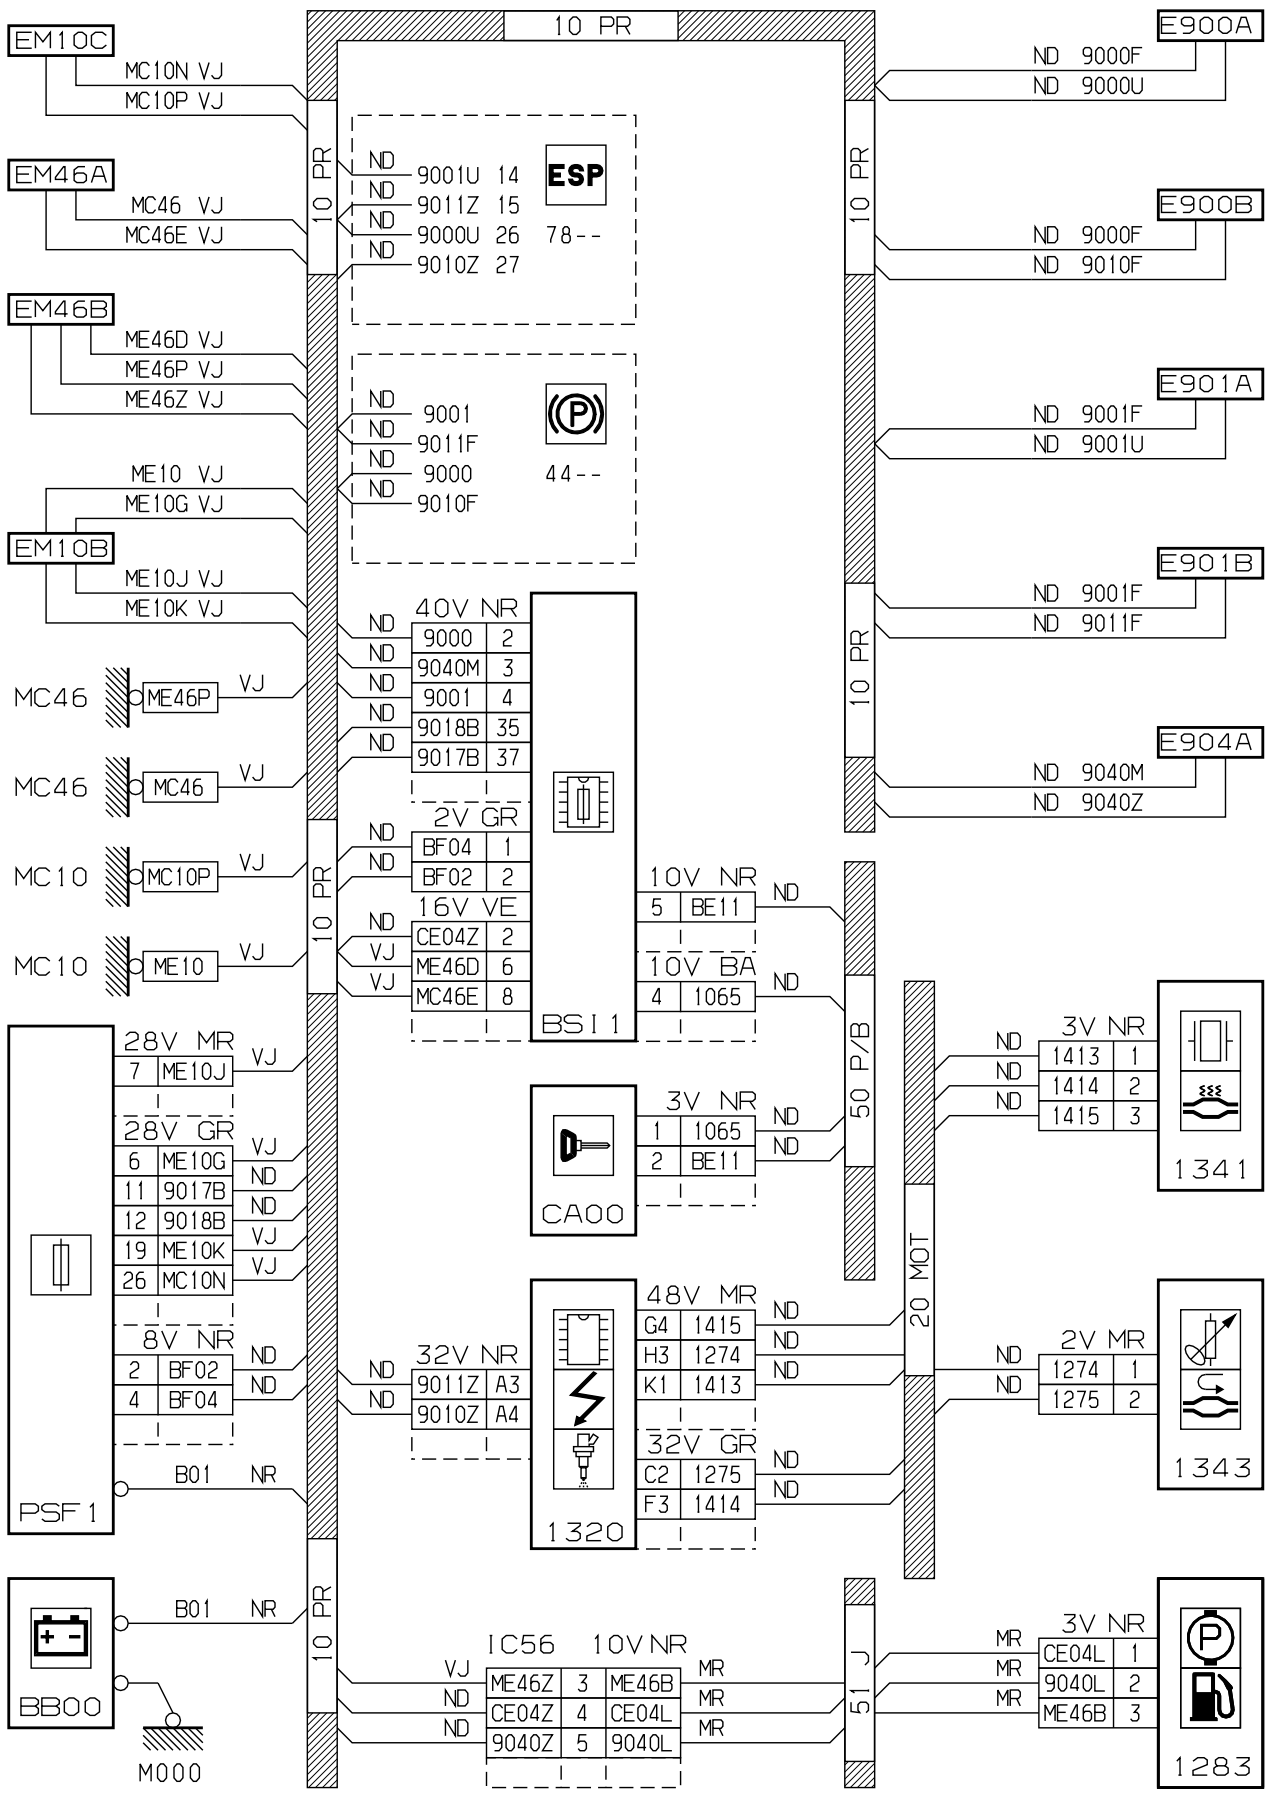 10 PR
EM10C
MC10N VJ
MC10P VJ
EM46A
MC46 VJ
MC46E VJ
EM46B
ME46D VJ
ME46P VJ
ME46Z VJ
ME10 VJ
ME10G VJ
EM10B
ME10J VJ
ME10K VJ
MC46 ME46P VJ
MC46 MC46 VJ
MC10 MC10P VJ
MC10 ME10 VJ
10 PR
10 PR
10 PR
ND 9001U 14
ND 9011Z 15
ND 9000U 26
ND 9010Z 27
ESP
78--
ND 9001
ND 9011F
ND 9000
ND 9010F
P
44--
40V NR
ND 9000 2
ND 9040M 3
ND 9001 4
ND 9018B 35
ND 9017B 37
2V GR
ND BF04 1
ND BF02 2
16V VE
ND CE04Z 2
VJ ME46D 6
VJ MC46E 8
10V NR
5 BE11 ND
10V BA
4 1065 ND
BSI1
3V NR
1 1065 ND
2 BE11 ND
CA00
50 P/B
28V MR
7 ME10J VJ
28V GR
6 ME10G VJ
11 9017B ND
12 9018B ND
19 ME10K VJ
26 MC10N VJ
8V NR
2 BF02 ND
4 BF04 ND
B01 NR
PSF1
B01 NR
+ -
BB00
M000
32V NR
ND 9011Z A3
ND 9010Z A4
48V MR
G4 1415 ND
H3 1274 ND
K1 1413 ND
32V GR
C2 1275 ND
F3 1414 ND
1320
IC56 10V NR
VJ ME46Z 3 ME46B MR
ND CE04Z 4 CE04L MR
ND 9040Z 5 9040L MR
51 J
E900A
ND 9000F
ND 9000U
E900B
ND 9000F
ND 9010F
E901A
ND 9001F
ND 9001U
E901B
ND 9001F
ND 9011F
E904A
ND 9040M
ND 9040Z
10 PR
10 PR
20 MOT
3V NR
ND 1413 1
ND 1414 2
ND 1415 3
1341
2V MR
ND 1274 1
ND 1275 2
1343
3V NR
MR CE04L 1
MR 9040L 2
MR ME46B 3
P
1283